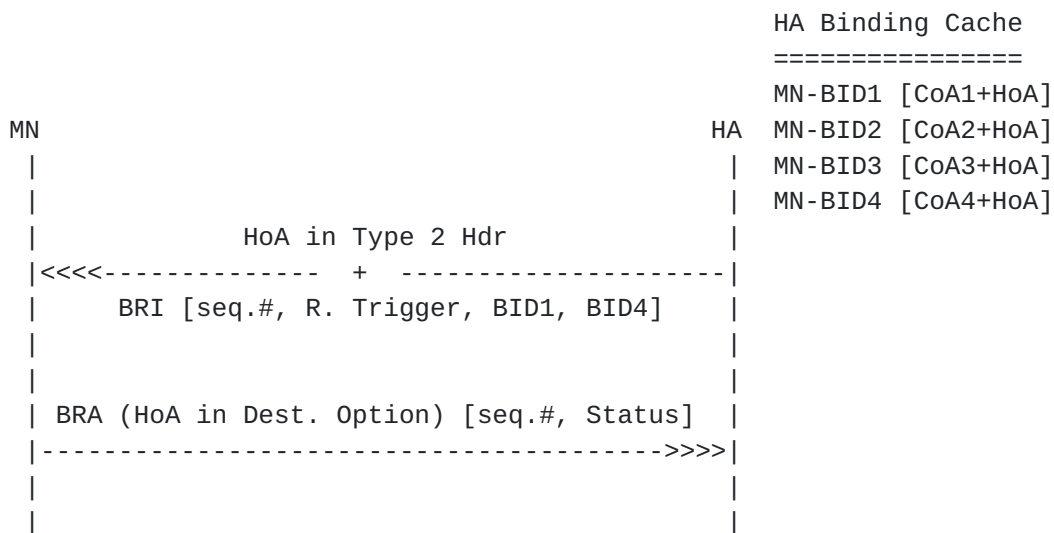 HA Binding Cache
================
MN-BID1 [CoA1+HoA]
MN HA MN-BID2 [CoA2+HoA]
| | MN-BID3 [CoA3+HoA]
| | MN-BID4 [CoA4+HoA]
| HoA in Type 2 Hdr |
|<<<<-------------- + ---------------------|
| BRI [seq.#, R. Trigger, BID1, BID4] |
| |
| |
| BRA (HoA in Dest. Option) [seq.#, Status] |
|---------------------------------------->>>>|
| |
| |